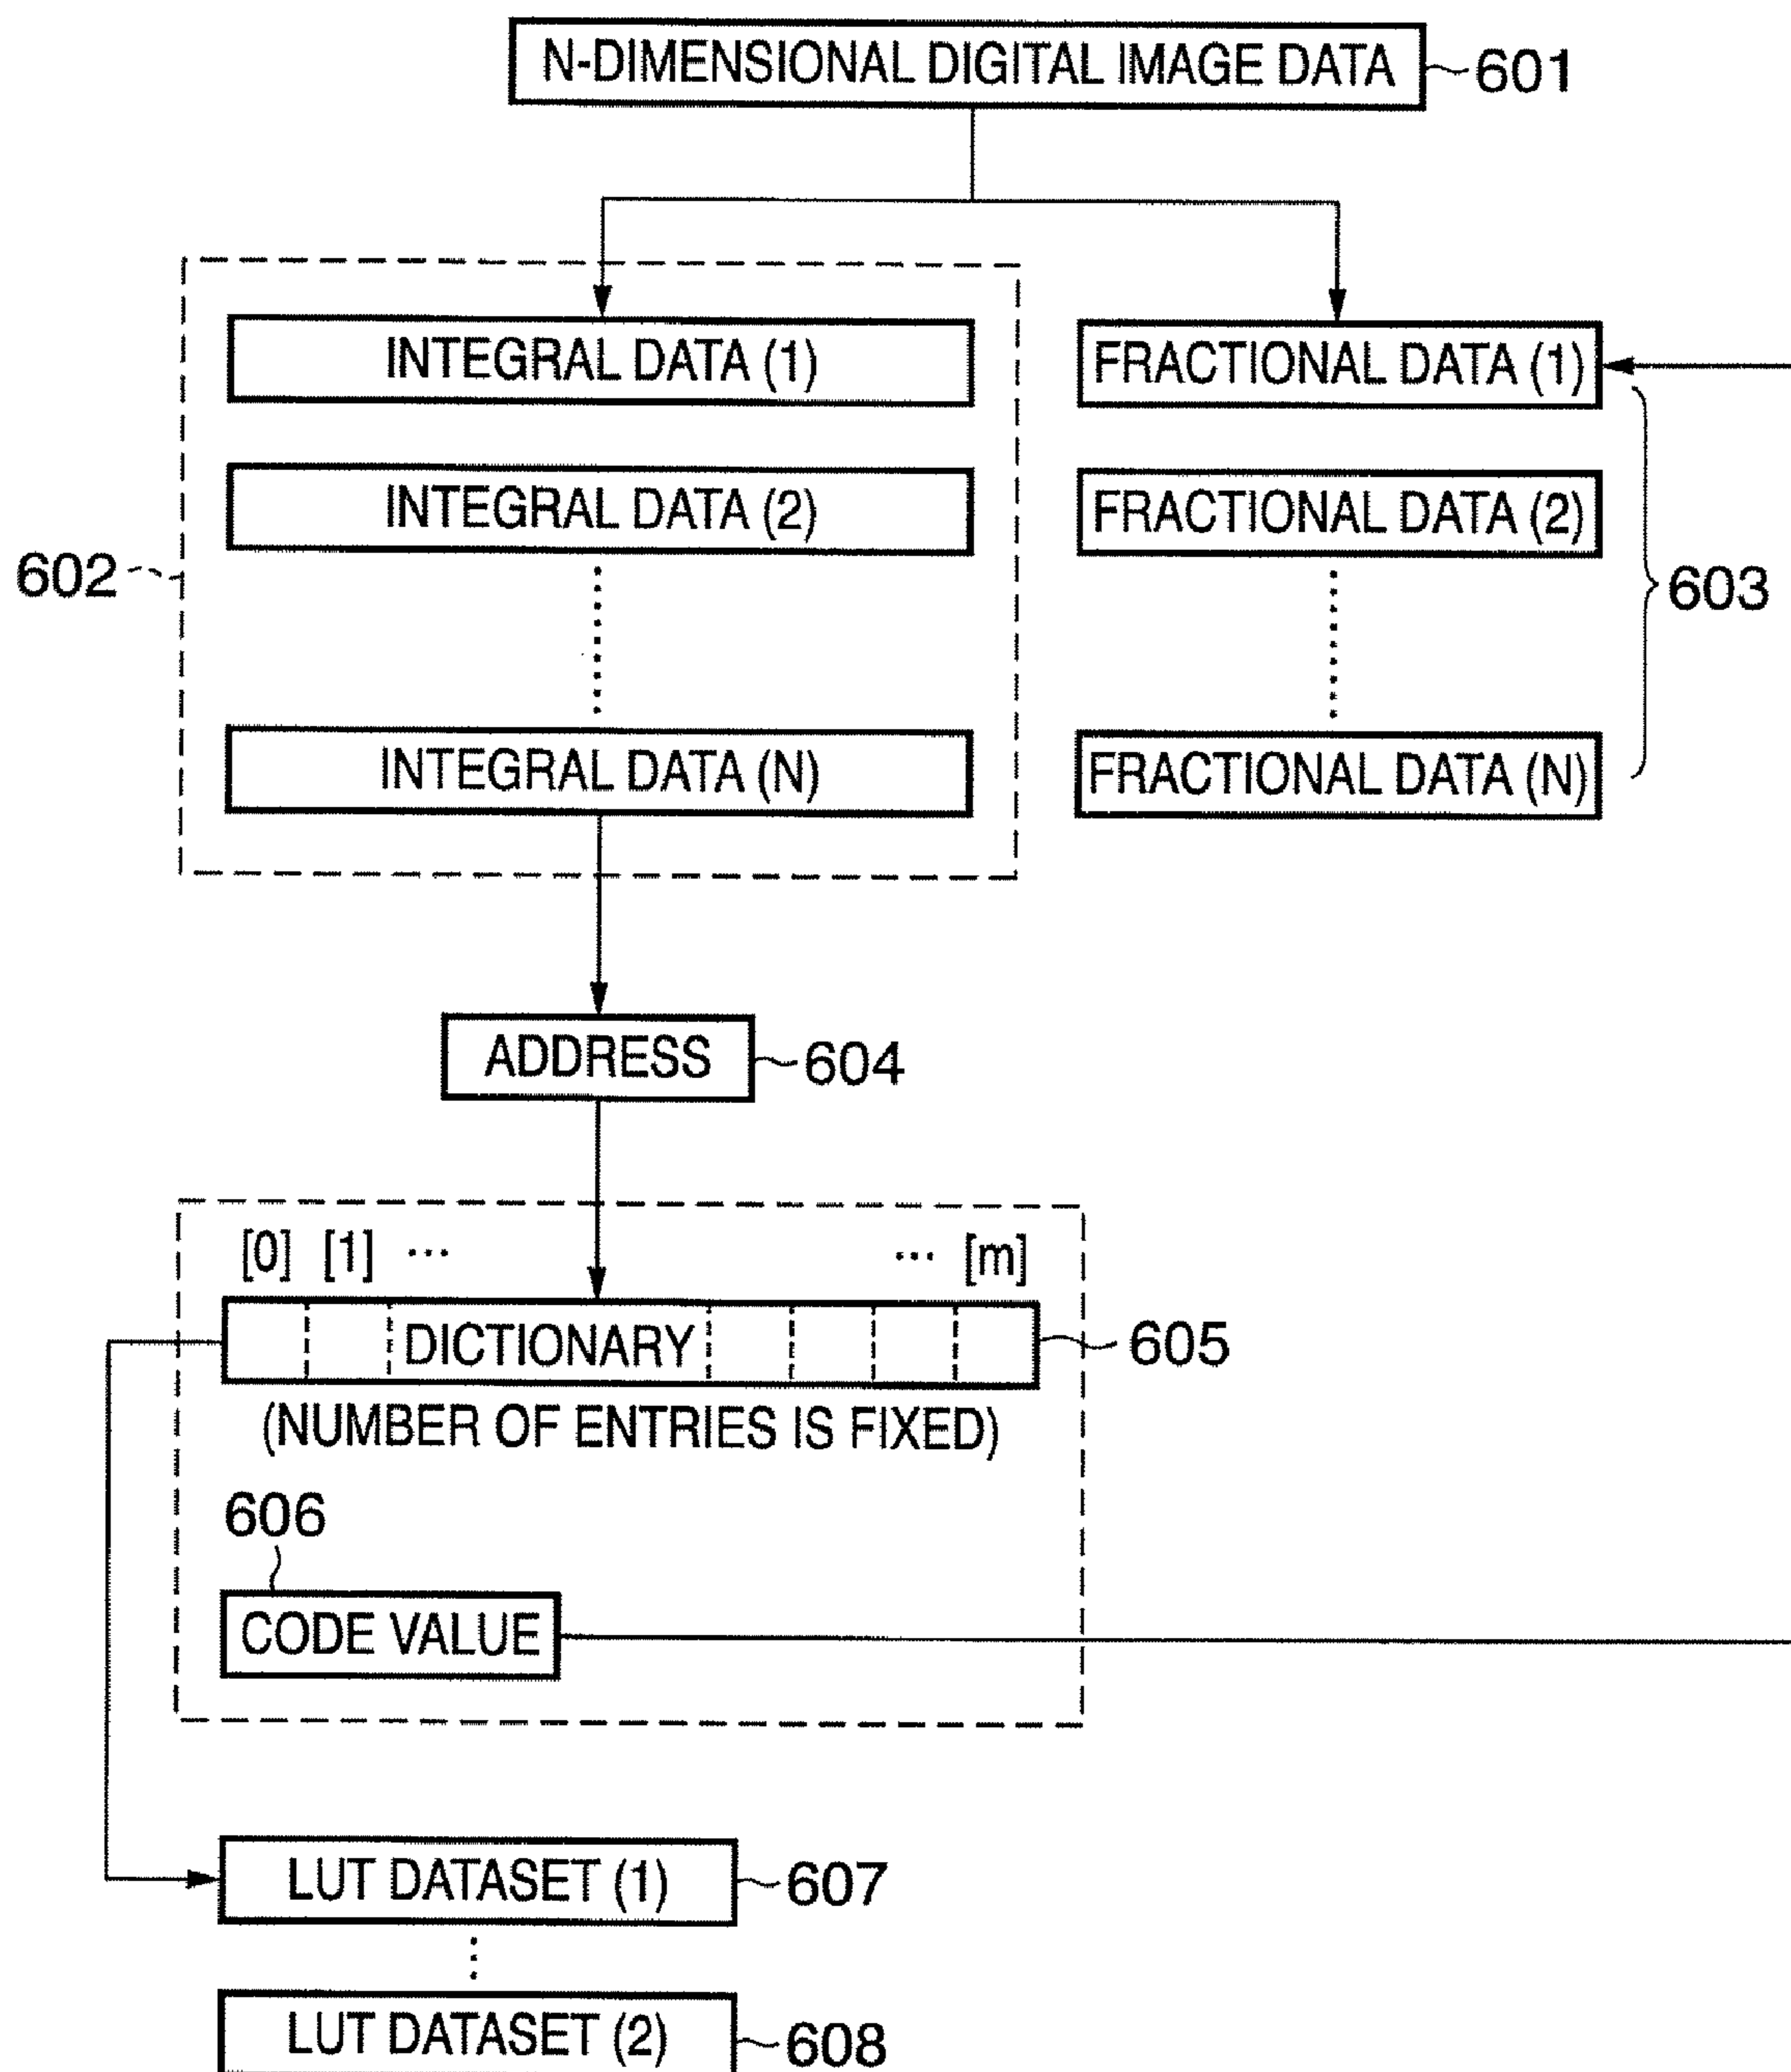 N-DIMENSIONAL DIGITAL IMAGE DATA
601
INTEGRAL DATA (1)
FRACTIONAL DATA (1)
INTEGRAL DATA (2)
FRACTIONAL DATA (2)
602
603
INTEGRAL DATA (N)
FRACTIONAL DATA (N)
ADDRESS
604
[0] [1] ... ... [m]
DICTIONARY
605
(NUMBER OF ENTRIES IS FIXED)
606
CODE VALUE
LUT DATASET (1)
607
LUT DATASET (2)
608